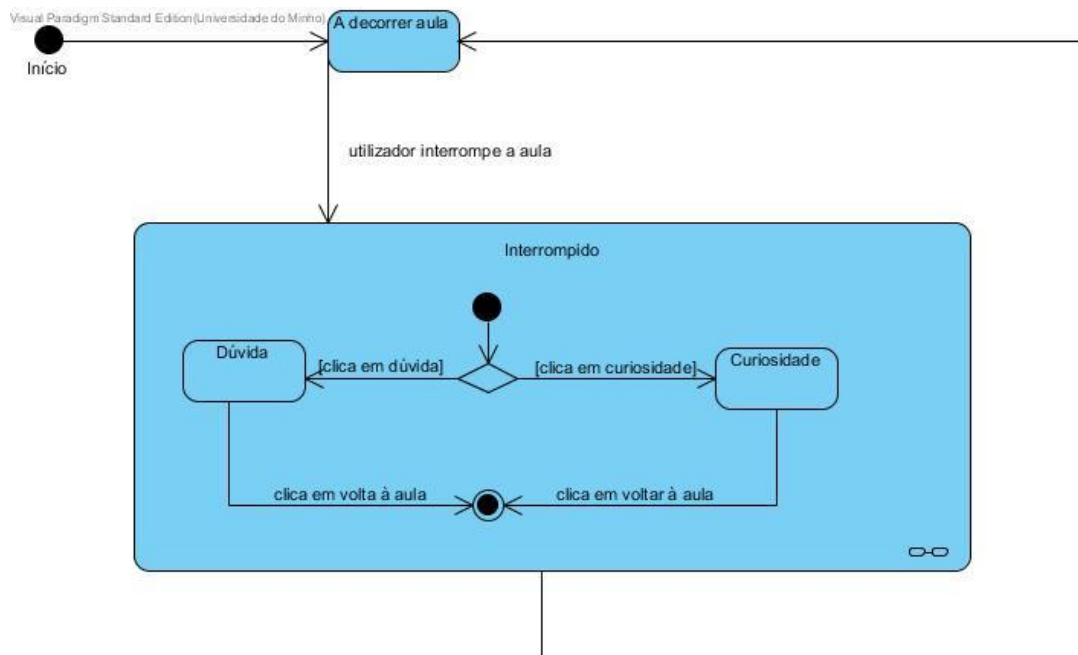 Visual Paradigm Standard Edition(Universidade do Minho)
A decorrer aula
Início
utilizador interrompe a aula
Interrompido
Dúvida
[clica em dúvida]
[clica em curiosidade]
Curiosidade
clica em volta à aula
clica em voltar à aula